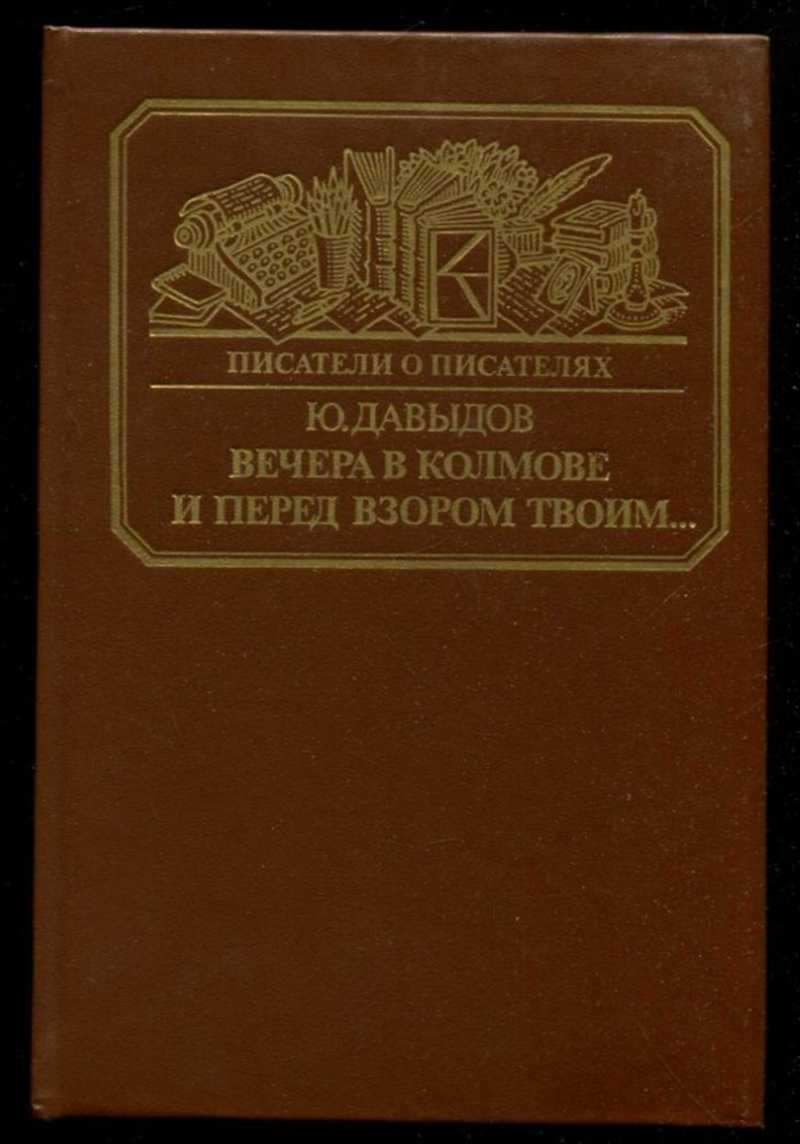 ПИСАТЕЛИ О ПИСАТЕЛЯХ
Ю. ДАВЫДОВ
ВЕЧЕРА В КОЛМОВЕ
И ПЕРЕД ВЗОРОМ ТВОИМ...